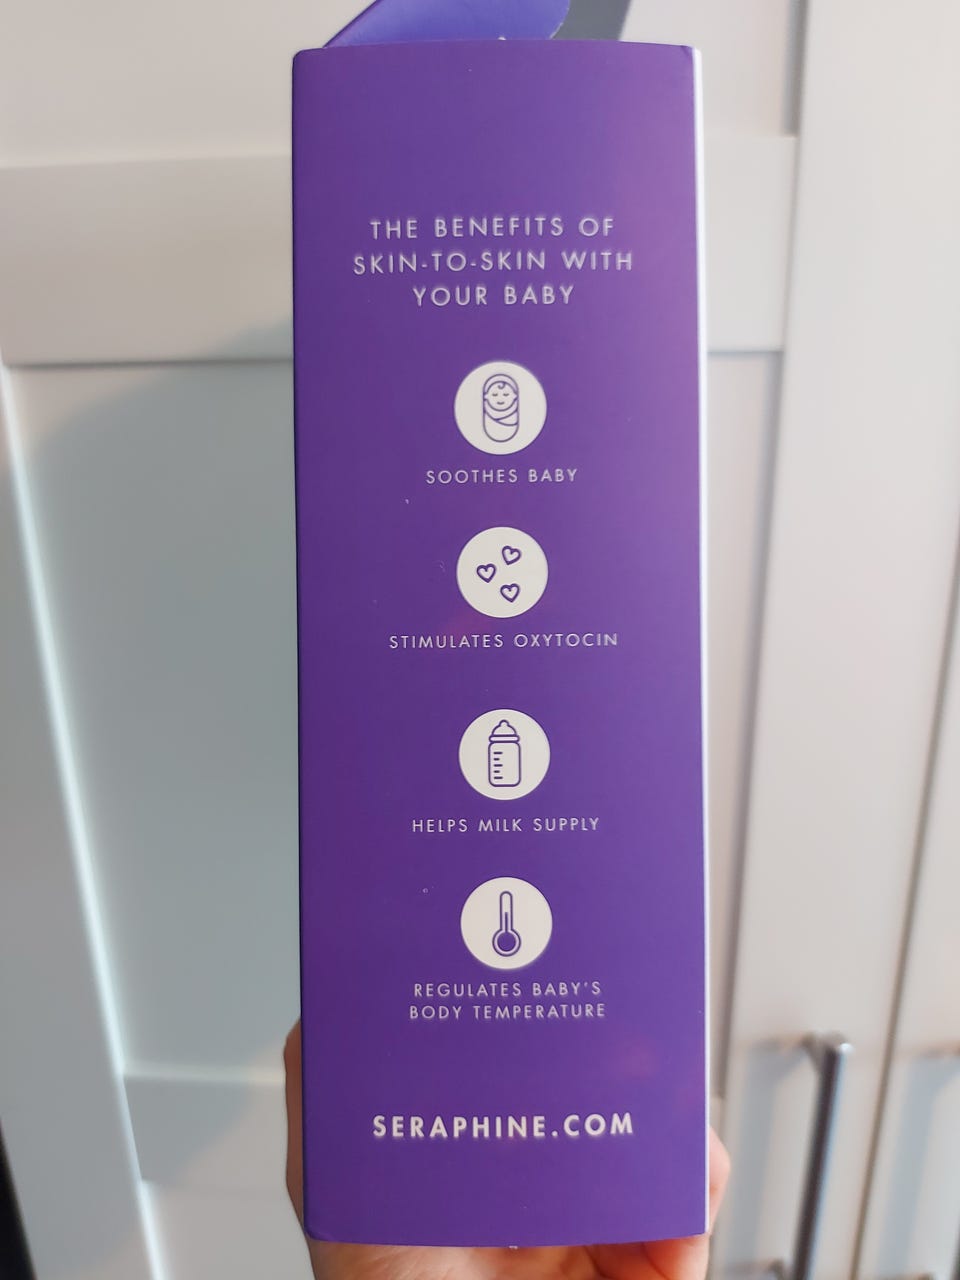 THE BENEFITS OF
SKIN-TO-SKIN WITH
YOUR BABY
SOOTHES BABY
STIMULATES OXYTOCIN
HELPS MILK SUPPLY
REGULATES BABY'S
BODY TEMPERATURE
SERAPHINE.COM